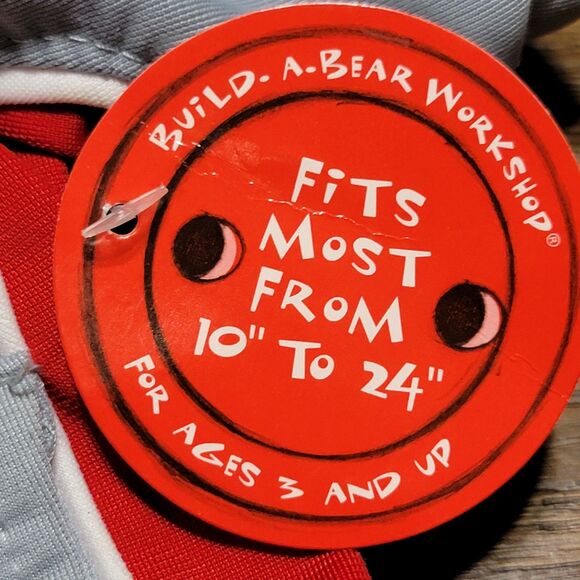 BUiLD-A-BEAR WORKSHOP®
FiTS
MOST
FROM
10" TO 24"
FOR AGES 3 AND UP